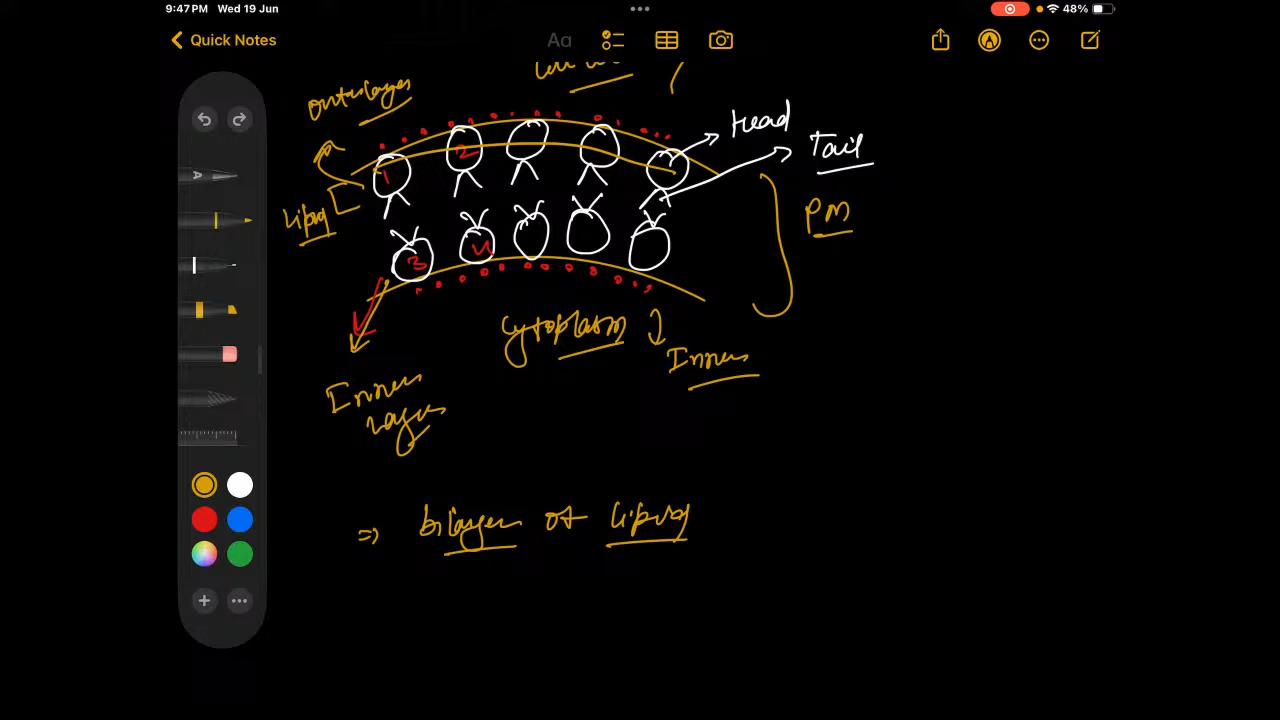 9:47 PM Wed 19 Jun
48%
Quick Notes
Aa
Outer layer
Head
Tail
Lipid
PM
1
2
3
4
Cytoplasm
Inner
Inner
Layer
⇒ bilayer of lipid